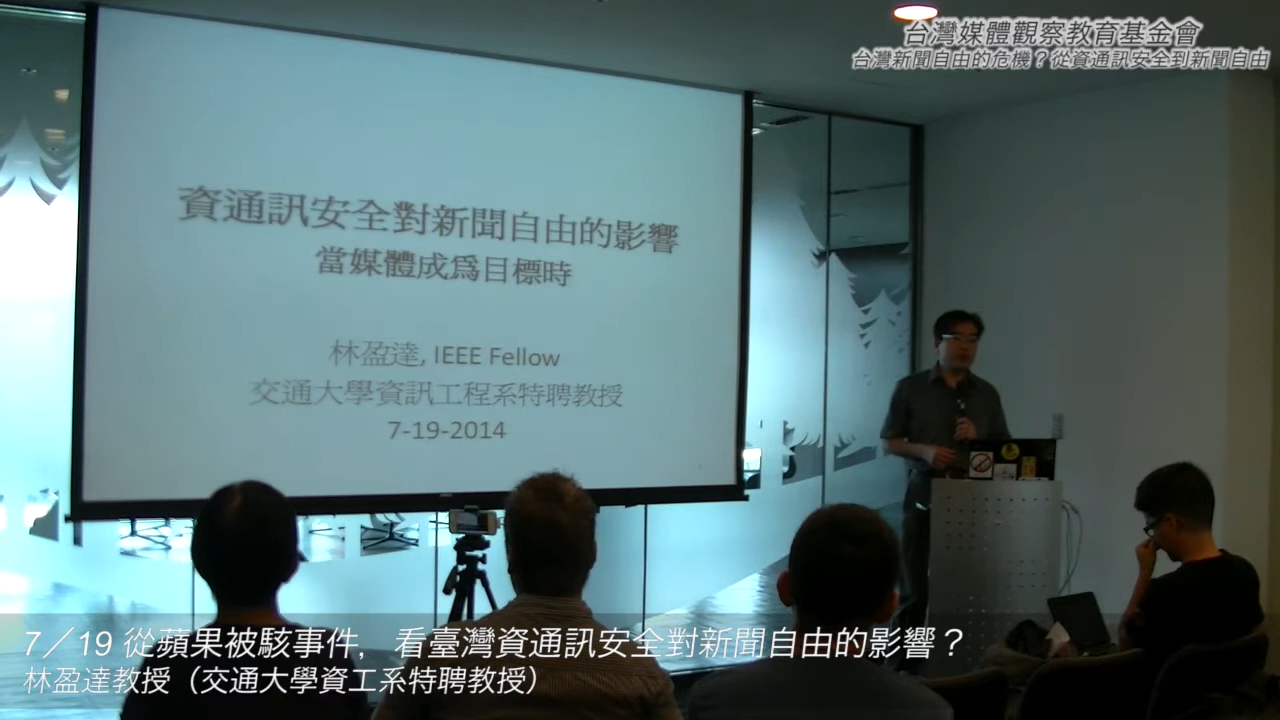 台灣媒體觀察教育基金會
台灣新聞自由的危機？從資通訊安全到新聞自由
資通訊安全對新聞自由的影響
當媒體成為目標時
林盈達, IEEE Fellow
交通大學資訊工程系特聘教授
7-19-2014
7／19 從蘋果被駭事件，看臺灣資通訊安全對新聞自由的影響？
林盈達教授（交通大學資工系特聘教授）